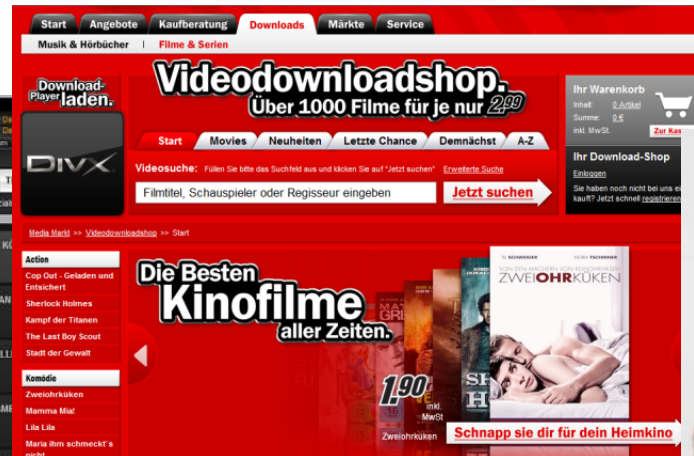 Start Angebote Kaufberatung Downloads Märkte Service
Musik & Hörbücher | Filme & Serien
Download-
Player laden.
DIVX
Videodownloadshop.
Über 1000 Filme für je nur 2,99
Start Movies Neuheiten Letzte Chance Demnächst A-Z
Videosuche: Füllen Sie bitte das Suchfeld aus und klicken Sie auf "Jetzt suchen" Erweiterte Suche
Filmtitel, Schauspieler oder Regisseur eingeben Jetzt suchen
Ihr Warenkorb
Inhalt: 0 Artikel
Summe: 0 €
inkl. MwSt.
Zur Kas
Ihr Download-Shop
Einloggen
Sie haben noch nicht bei uns ei
kauft? Jetzt schnell registrieren
Media Markt >> Videodownloadshop >> Start
Action
Cop Out - Geladen und
Entsichert
Sherlock Holmes
Kampf der Titanen
The Last Boy Scout
Stadt der Gewalt
Komödie
Zweiohrküken
Mamma Mia!
Lila Lila
Maria ihm schmeckt's
nicht
Die Besten
Kinofilme
aller Zeiten.
TIL SCHWEIGER NORA TSCHIRNER
VON DEN MACHERN VON KEINOHRHASEN
ZWEIOHRKÜKEN
1.90
inkl.
MwSt
Zweiohrküken
Schnapp sie dir für dein Heimkino